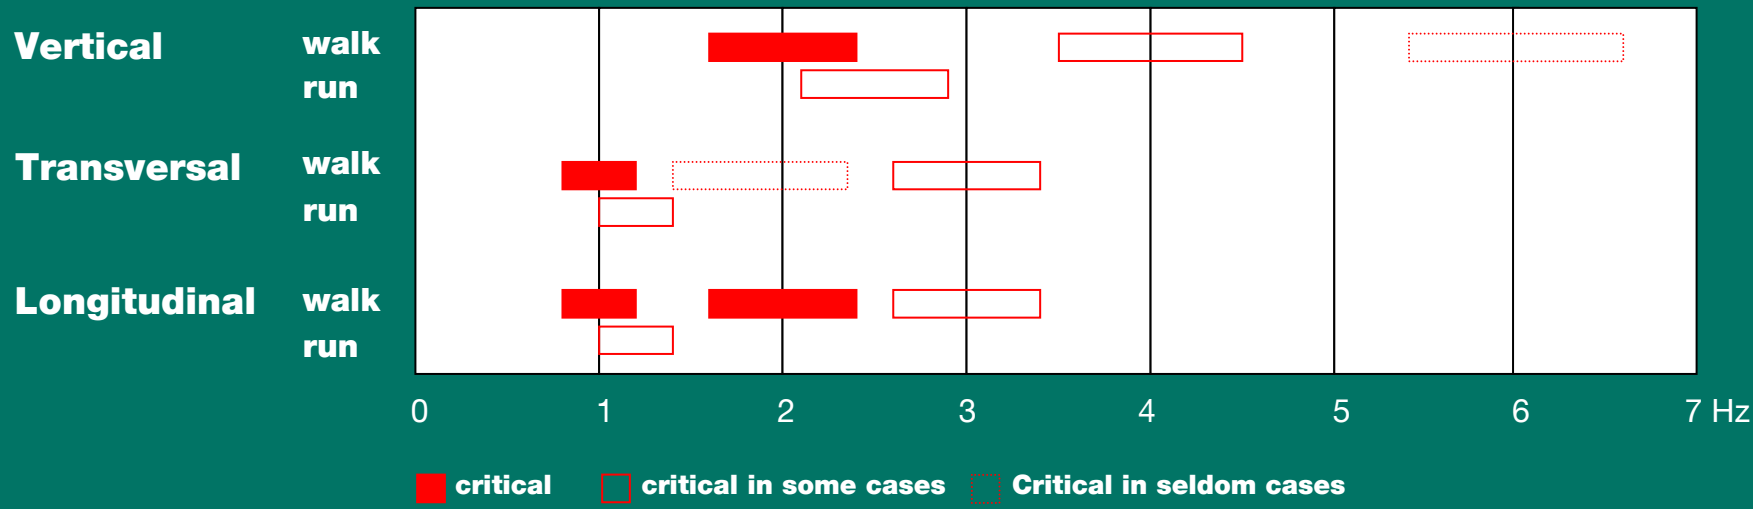 Vertical walk
run
Transversal walk
run
Longitudinal walk
run
0 1 2 3 4 5 6 7 Hz
critical critical in some cases Critical in seldom cases